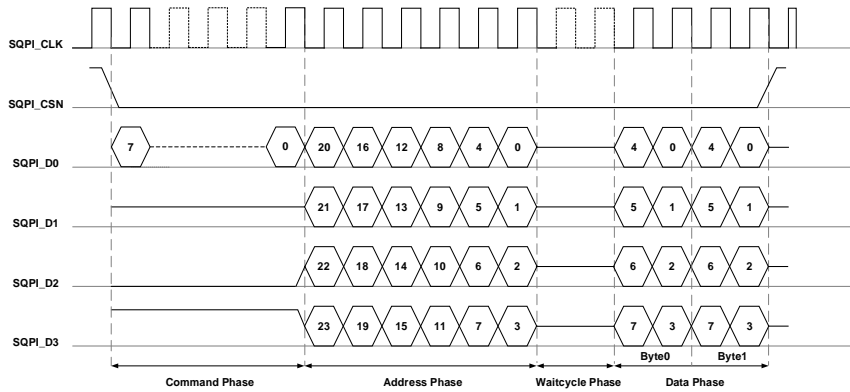 SQPI_CLK
SQPI_CSN
SQPI_D0 7 0 20 16 12 8 4 0 4 0 4 0
SQPI_D1 21 17 13 9 5 1 5 1 5 1
SQPI_D2 22 18 14 10 6 2 6 2 6 2
SQPI_D3 23 19 15 11 7 3 7 3 7 3
Byte0 Byte1
Command Phase Address Phase Waitcycle Phase Data Phase